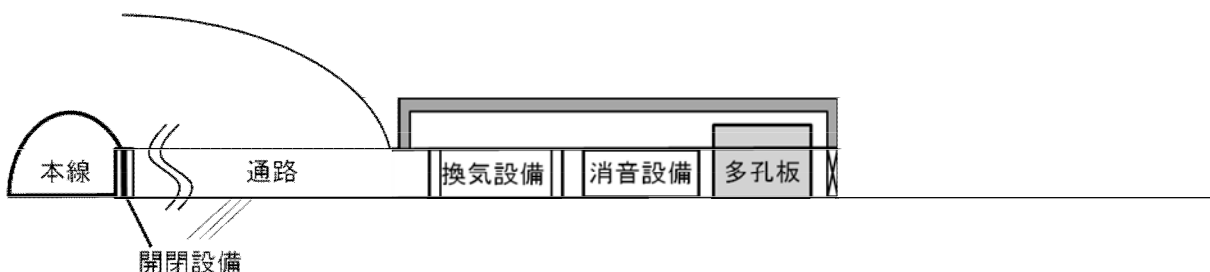 本線
通路
換気設備
消音設備
多孔板
開閉設備